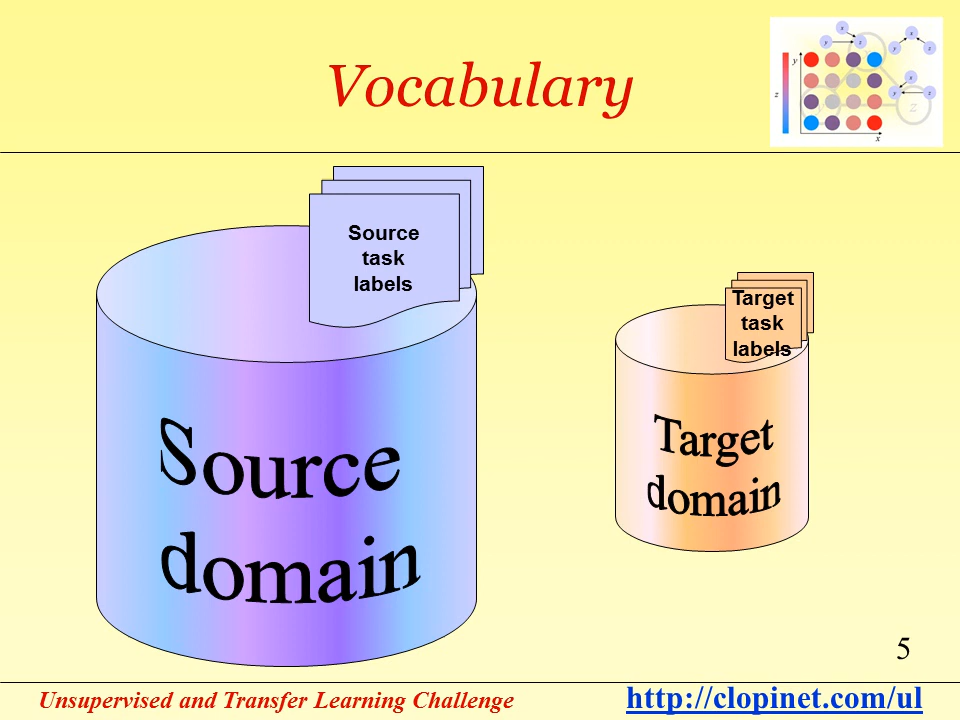 Vocabulary
x
y
z
x
y
z
x
y
z
y
z
z
x
Source
task
labels
Target
task
labels
Source
domain
Target
domain
5
Unsupervised and Transfer Learning Challenge
http://clopinet.com/ul